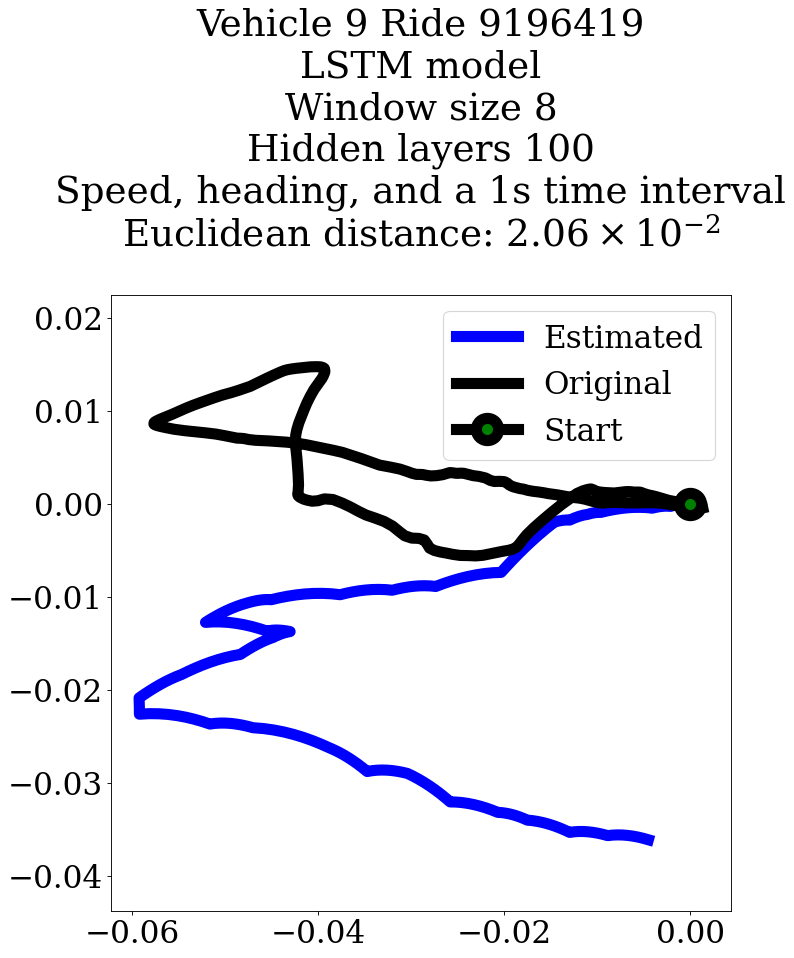 Vehicle 9 Ride 9196419
LSTM model
Window size 8
Hidden layers 100
Speed, heading, and a 1s time interval
Euclidean distance: 2.06 × 10⁻²
Estimated
Original
Start
0.02
0.01
0.00
−0.01
−0.02
−0.03
−0.04
−0.06 −0.04 −0.02 0.00